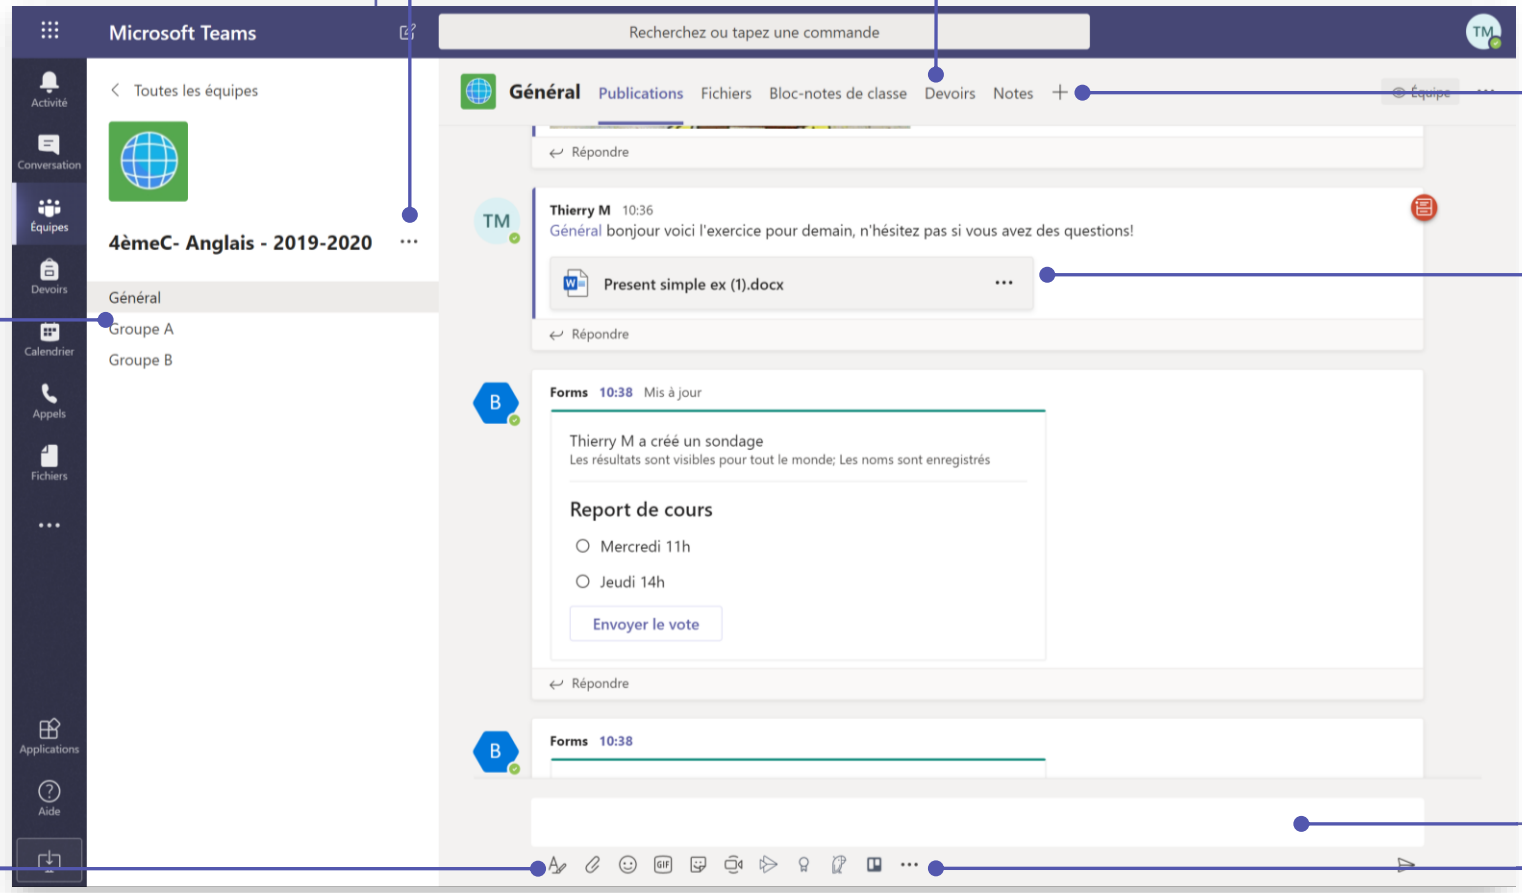 Microsoft Teams
Recherchez ou tapez une commande
TM
Activité
Conversation
Équipes
Devoirs
Calendrier
Appels
Fichiers
Applications
Aide
Toutes les équipes
4èmeC- Anglais - 2019-2020
Général
Groupe A
Groupe B
Général Publications Fichiers Bloc-notes de classe Devoirs Notes
Équipe
Répondre
TM
Thierry M 10:36
Général bonjour voici l'exercice pour demain, n'hésitez pas si vous avez des questions!
W
Present simple ex (1).docx
Répondre
B
Forms 10:38 Mis à jour
Thierry M a créé un sondage
Les résultats sont visibles pour tout le monde; Les noms sont enregistrés
Report de cours
Mercredi 11h
Jeudi 14h
Envoyer le vote
Répondre
B
Forms 10:38
GIF